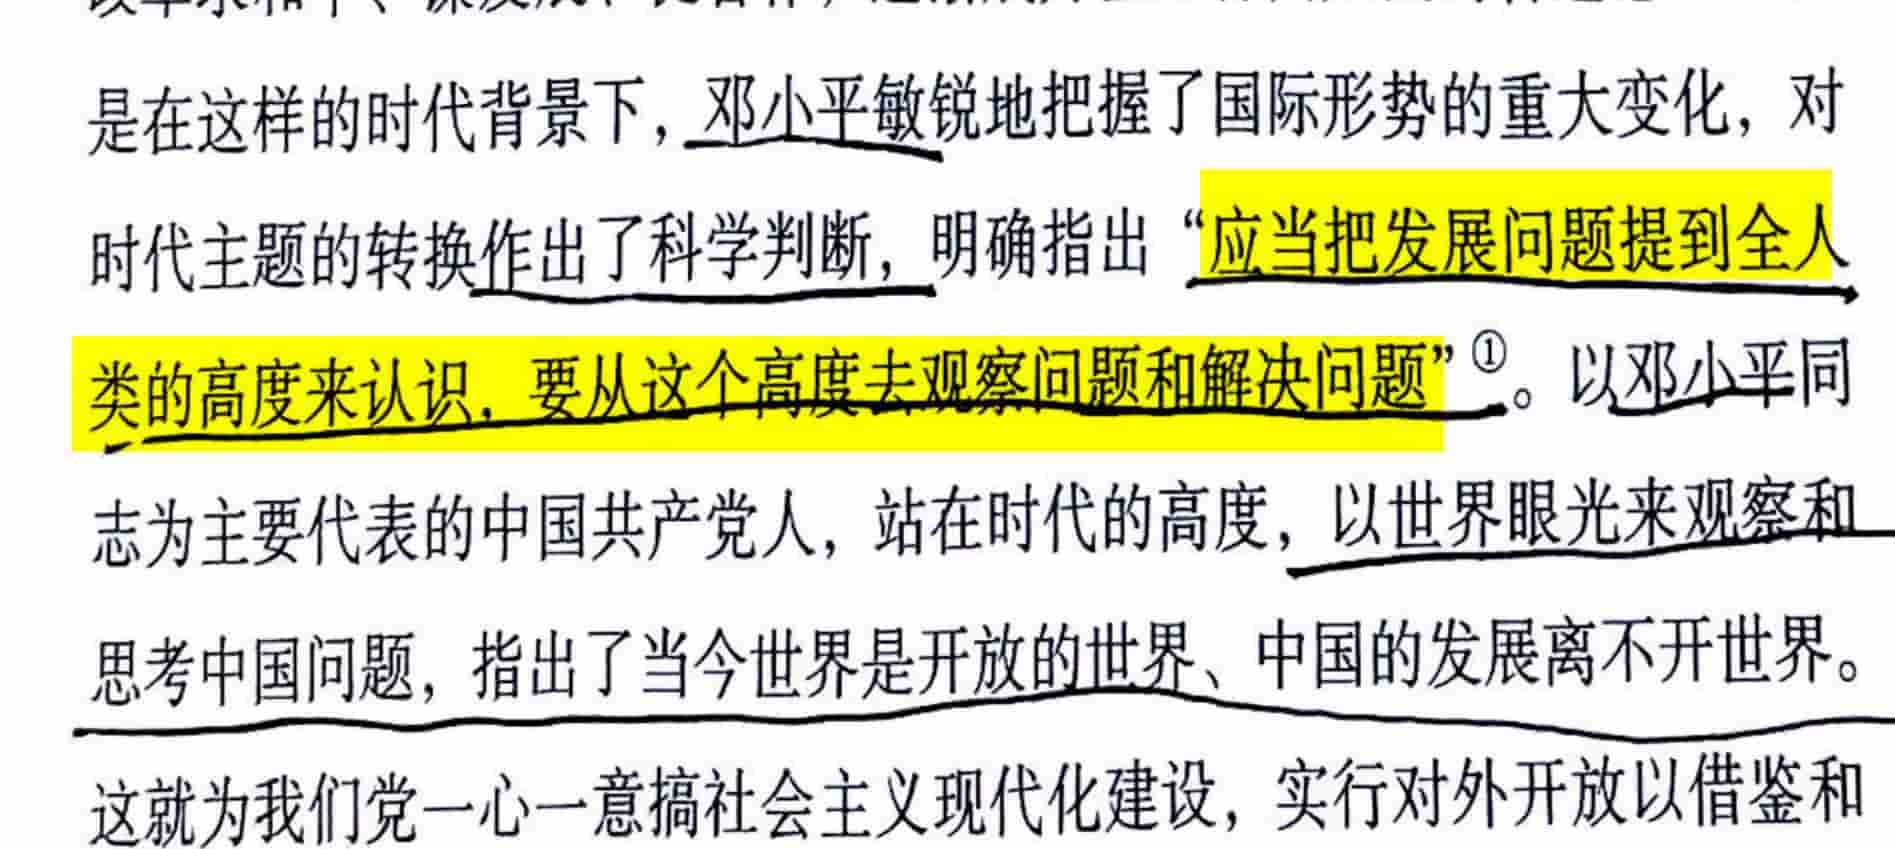 是在这样的时代背景下，邓小平敏锐地把握了国际形势的重大变化，对
时代主题的转换作出了科学判断，明确指出“应当把发展问题提到全人
类的高度来认识，要从这个高度去观察问题和解决问题”①。以邓小平同
志为主要代表的中国共产党人，站在时代的高度，以世界眼光来观察和
思考中国问题，指出了当今世界是开放的世界、中国的发展离不开世界。
这就为我们党一心一意搞社会主义现代化建设，实行对外开放以借鉴和